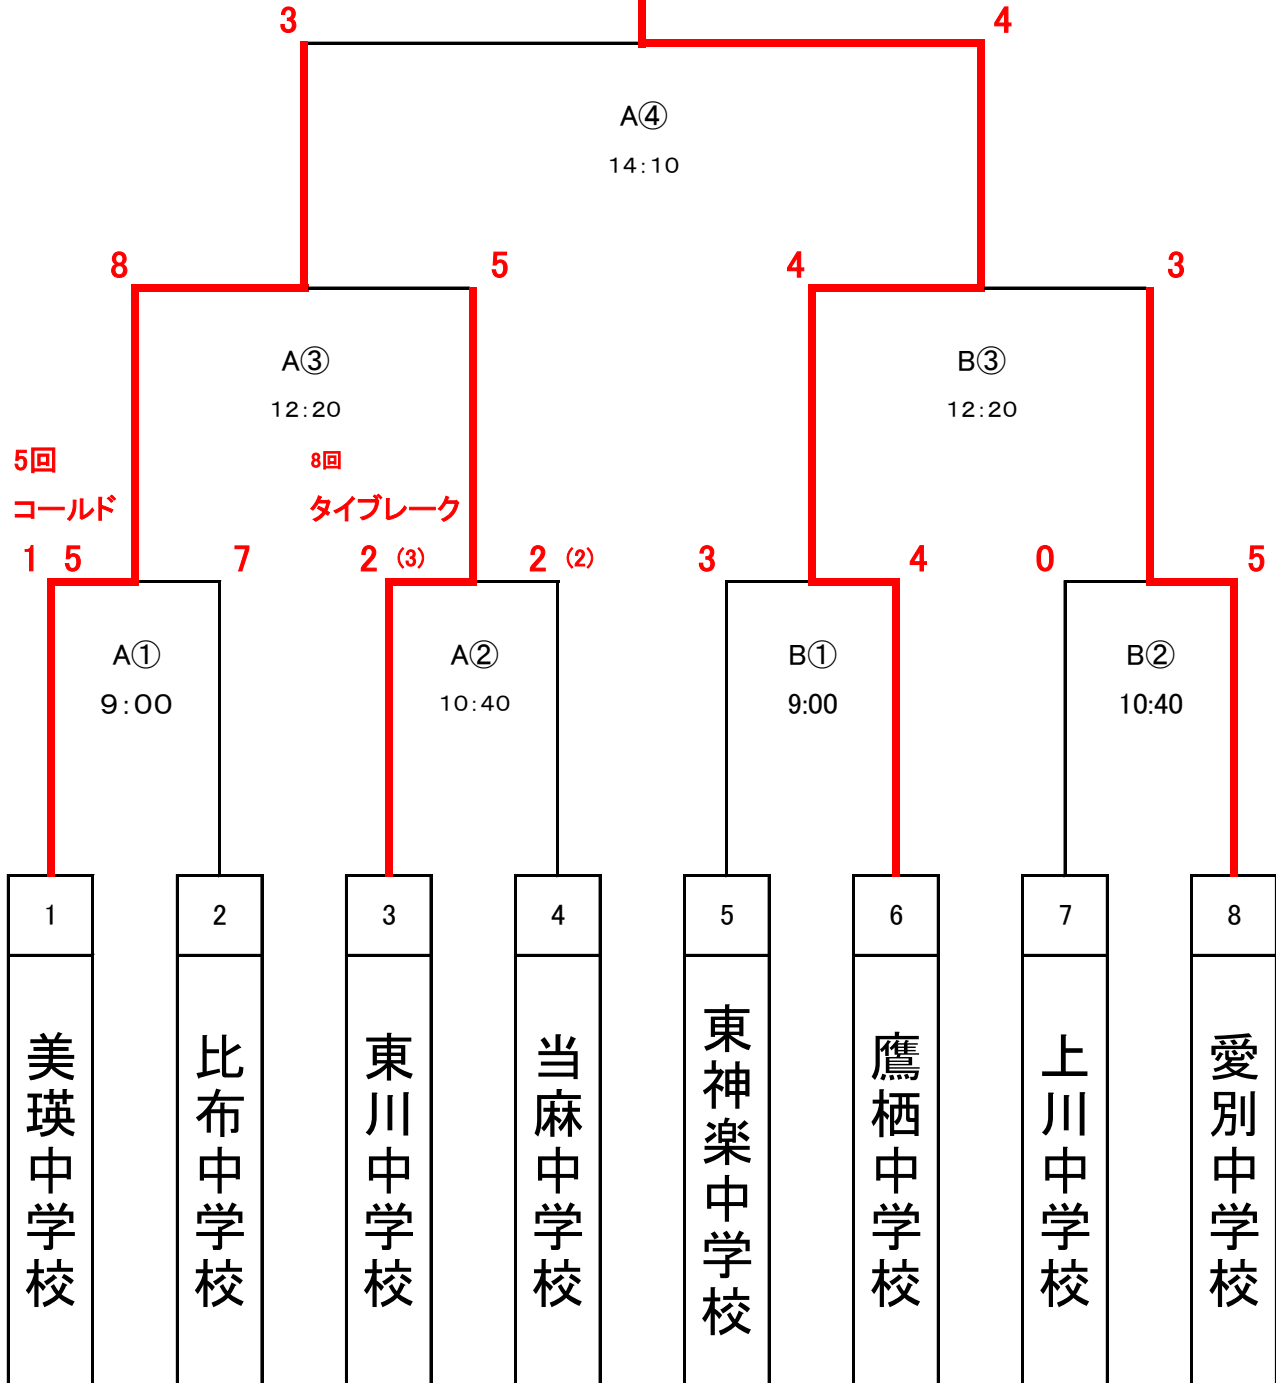 3 4
A④
14:10
8 5 4 3
A③ B③
12:20 12:20
5回 8回
コールド タイブレーク
15 7 2 (3) 2 (2) 3 4 0 5
A① A② B① B②
9:00 10:40 9:00 10:40
1 2 3 4 5 6 7 8
美瑛中学校
比布中学校
東川中学校
当麻中学校
東神楽中学校
鷹栖中学校
上川中学校
愛別中学校